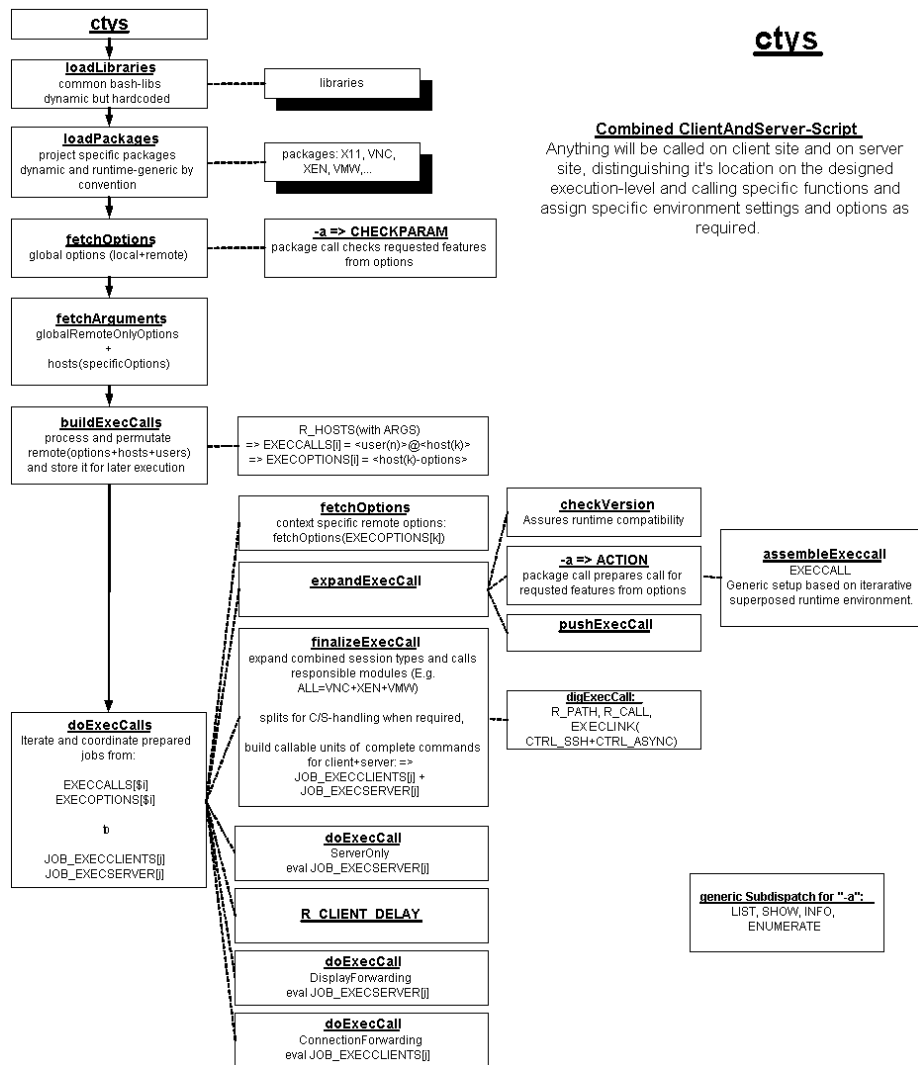 ctys
ctys
loadLibraries
common bash-libs
dynamic but hardcoded
libraries
Combined ClientAndServer-Script
Anything will be called on client site and on server
site, distinguishing it's location on the designed
execution-level and calling specific functions and
assign specific environment settings and options as
required.
loadPackages
project specific packages
dynamic and runtime-generic by
convention
packages: X11, VNC,
XEN, VMW,...
fetchOptions
global options (local+remote)
-a => CHECKPARAM
package call checks requested features
from options
fetchArguments
globalRemoteOnlyOptions
+
hosts(specificOptions)
buildExecCalls
process and permutate
remote(options+hosts+users)
and store it for later execution
R_HOSTS(with ARGS)
=> EXECCALLS[i] = <user(n)>@<host(k)>
=> EXECOPTIONS[i] = <host(k)-options>
fetchOptions
context specific remote options:
fetchOptions(EXECOPTIONS[k])
checkVersion
Assures runtime compatibility
expandExecCall
-a => ACTION
package call prepares call for
requsted features from options
assembleExeccall
EXECCALL
Generic setup based on iterarative
superposed runtime environment.
pushExecCall
finalizeExecCall
expand combined session types and calls
responsible modules (E.g.
ALL=VNC+XEN+VMW)
splits for C/S-handling when required,
build callable units of complete commands
for client+server: =>
JOB_EXECCLIENTS[j] +
JOB_EXECSERVER[j]
digExecCall:
R_PATH, R_CALL,
EXECLINK(
CTRL_SSH+CTRL_ASYNC)
doExecCalls
Iterate and coordinate prepared
jobs from:
EXECCALLS[$i]
EXECOPTIONS[$i]
to
JOB_EXECCLIENTS[j]
JOB_EXECSERVER[j]
doExecCall
ServerOnly
eval JOB_EXECSERVER[j]
R_CLIENT_DELAY
doExecCall
DisplayForwarding
eval JOB_EXECSERVER[j]
doExecCall
ConnectionForwarding
eval JOB_EXECCLIENTS[j]
generic Subdispatch for "-a":
LIST, SHOW, INFO,
ENUMERATE